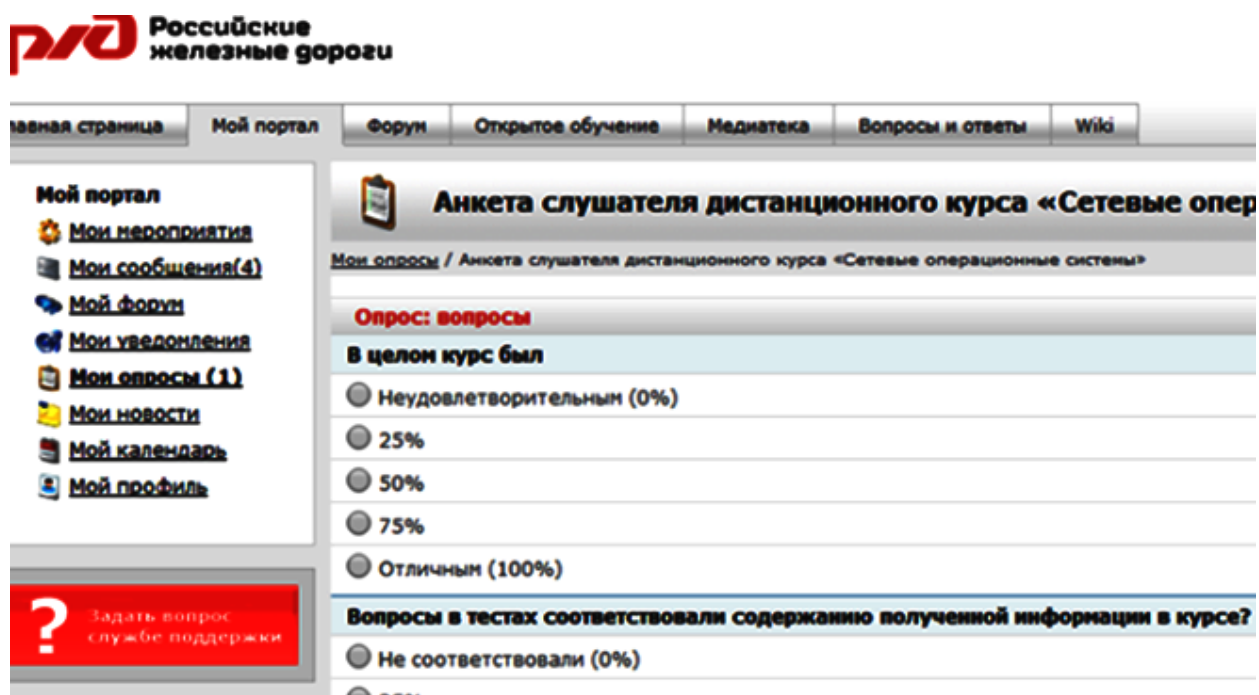 ржд Российские
железные дороги
лавная страница Мой портал Форум Открытое обучение Медиатека Вопросы и ответы Wiki
Мой портал
Мои мероприятия
Мои сообщения(4)
Мой форум
Мои уведомления
Мои опросы (1)
Мои новости
Мой календарь
Мой профиль
? Задать вопрос
службе поддержки
Анкета слушателя дистанционного курса «Сетевые опер
Мои опросы / Анкета слушателя дистанционного курса «Сетевые операционные системы»
Опрос: вопросы
В целом курс был
Неудовлетворительным (0%)
25%
50%
75%
Отличным (100%)
Вопросы в тестах соответствовали содержанию полученной информации в курсе?
Не соответствовали (0%)